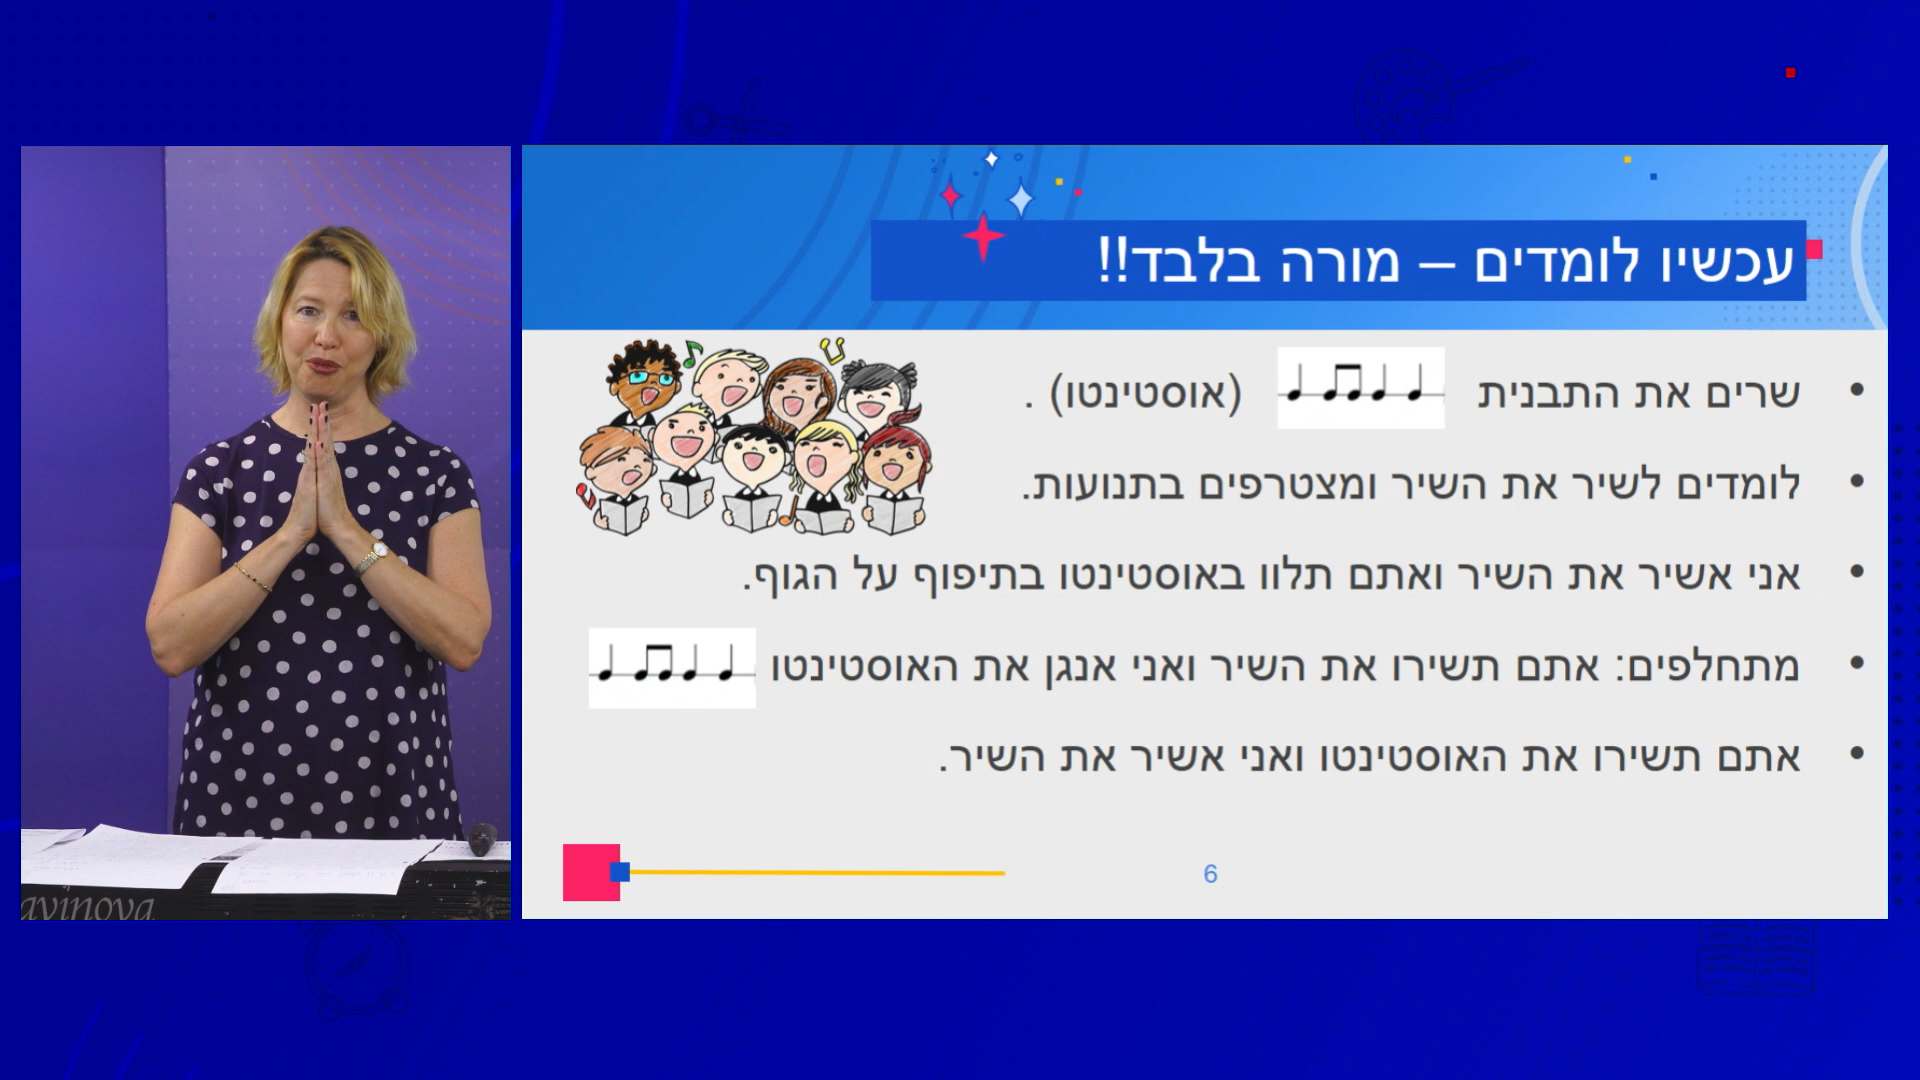 עכשיו לומדים – מורה בלבד!!
• שרים את התבנית (אוסטינטו) .
• לומדים לשיר את השיר ומצטרפים בתנועות.
• אני אשיר את השיר ואתם תלוו באוסטינטו בתיפוף על הגוף.
• מתחלפים: אתם תשירו את השיר ואני אנגן את האוסטינטו
• אתם תשירו את האוסטינטו ואני אשיר את השיר.
6
avinova